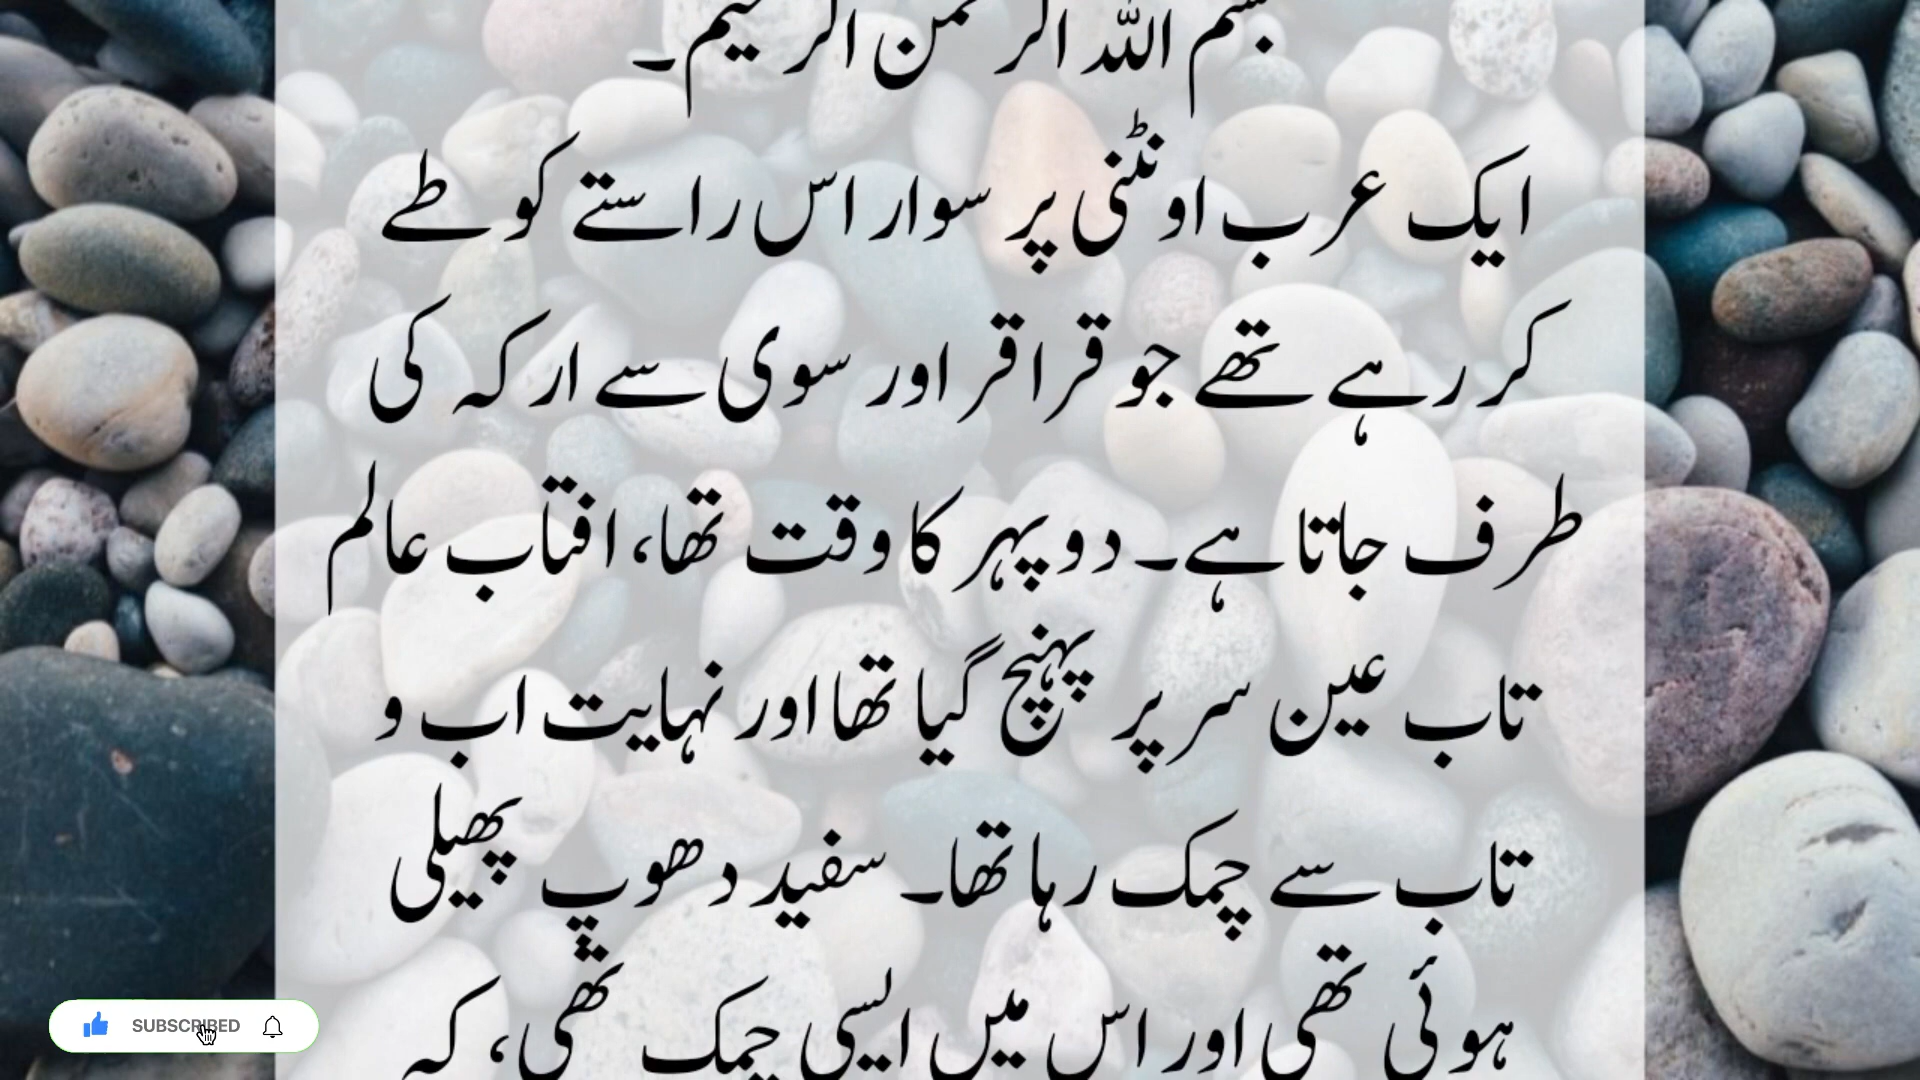 بسم اللہ الرحمن الرحیم۔
ایک عرب اونٹنی پر سوار اس راستے کو طے
کر رہے تھے جو قراقر اور سوی سے ارکہ کی
طرف جاتا ہے۔ دوپہر کا وقت تھا، افتاب عالم
تاب عین سر پر پہنچ گیا تھا اور نہایت اب و
تاب سے چمک رہا تھا۔ سفید دھوپ پھیلی
ہوئی تھی اور اس میں ایسی چمک تھی، کہ
SUBSCRIBED